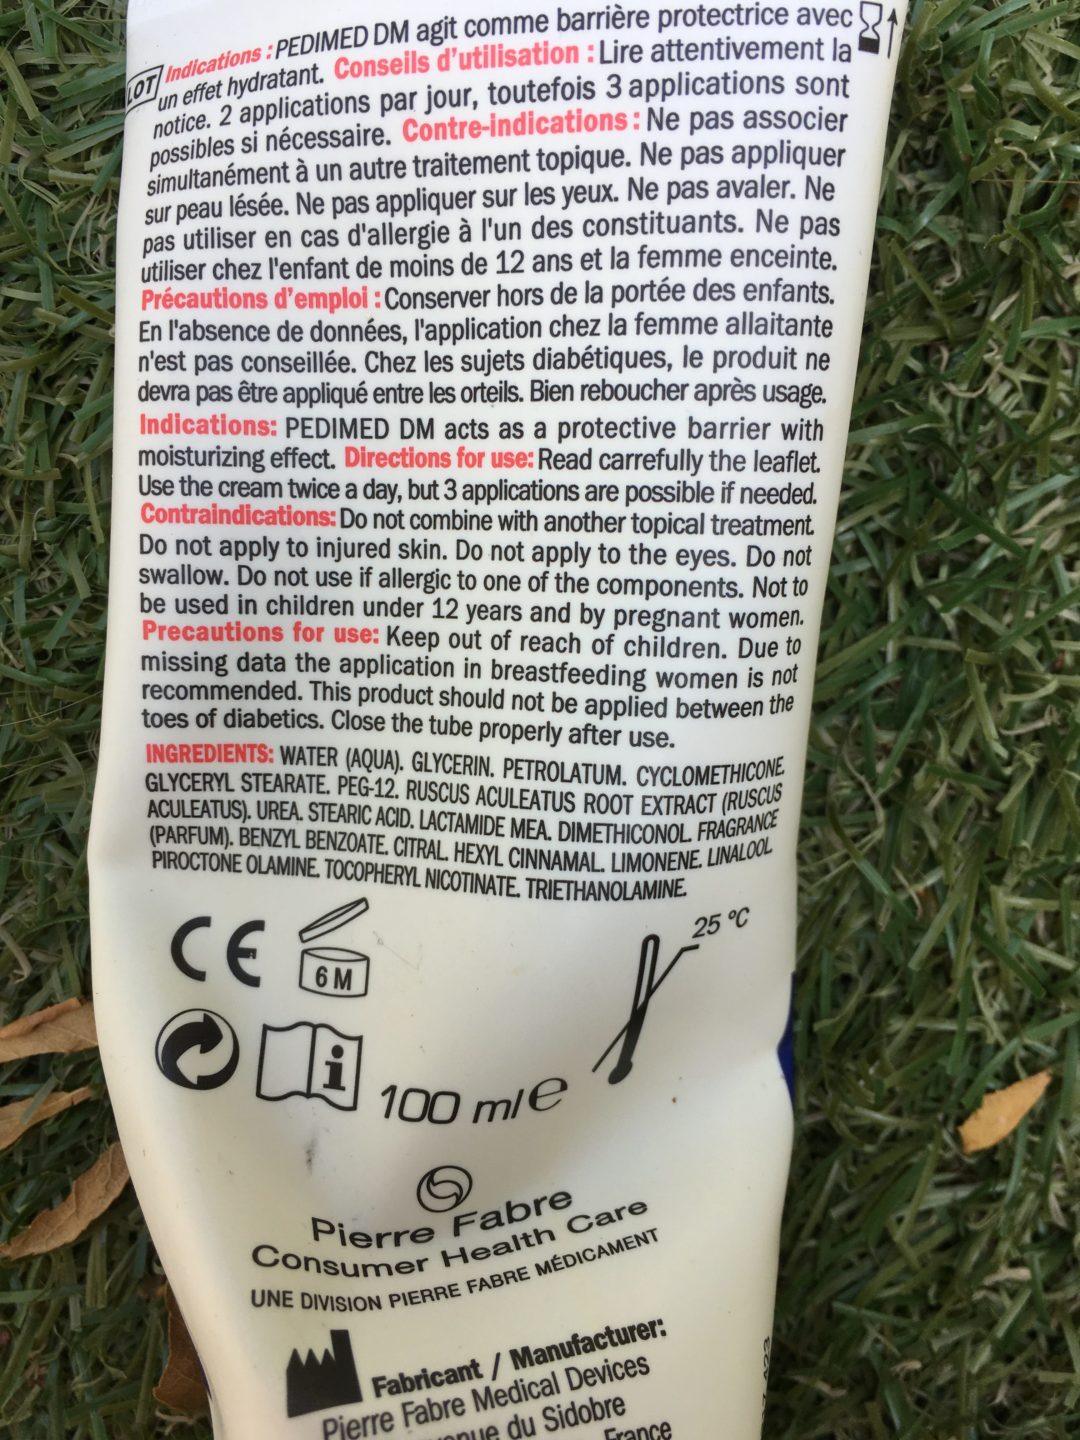 LOT Indications : PEDIMED DM agit comme barrière protectrice avec
un effet hydratant. Conseils d'utilisation : Lire attentivement la
notice. 2 applications par jour, toutefois 3 applications sont
possibles si nécessaire. Contre-indications : Ne pas associer
simultanément à un autre traitement topique. Ne pas appliquer
sur peau lésée. Ne pas appliquer sur les yeux. Ne pas avaler. Ne
pas utiliser en cas d'allergie à l'un des constituants. Ne pas
utiliser chez l'enfant de moins de 12 ans et la femme enceinte.
Précautions d'emploi : Conserver hors de la portée des enfants.
En l'absence de données, l'application chez la femme allaitante
n'est pas conseillée. Chez les sujets diabétiques, le produit ne
devra pas être appliqué entre les orteils. Bien reboucher après usage.
Indications: PEDIMED DM acts as a protective barrier with
moisturizing effect. Directions for use: Read carefully the leaflet.
Use the cream twice a day, but 3 applications are possible if needed.
Contraindications: Do not combine with another topical treatment.
Do not apply to injured skin. Do not apply to the eyes. Do not
swallow. Do not use if allergic to one of the components. Not to
be used in children under 12 years and by pregnant women.
Precautions for use: Keep out of reach of children. Due to
missing data the application in breastfeeding women is not
recommended. This product should not be applied between the
toes of diabetics. Close the tube properly after use.
INGREDIENTS: WATER (AQUA). GLYCERIN. PETROLATUM. CYCLOMETHICONE.
GLYCERYL STEARATE. PEG-12. RUSCUS ACULEATUS ROOT EXTRACT (RUSCUS
ACULEATUS). UREA. STEARIC ACID. LACTAMIDE MEA. DIMETHICONOL. FRAGRANCE
(PARFUM). BENZYL BENZOATE. CITRAL. HEXYL CINNAMAL. LIMONENE. LINALOOL.
PIROCTONE OLAMINE. TOCOPHERYL NICOTINATE. TRIETHANOLAMINE.
CE 6 M 25 °C
100 ml e
Pierre Fabre
Consumer Health Care
UNE DIVISION PIERRE FABRE MÉDICAMENT
Fabricant / Manufacturer:
Pierre Fabre Medical Devices
du Sidobre
France